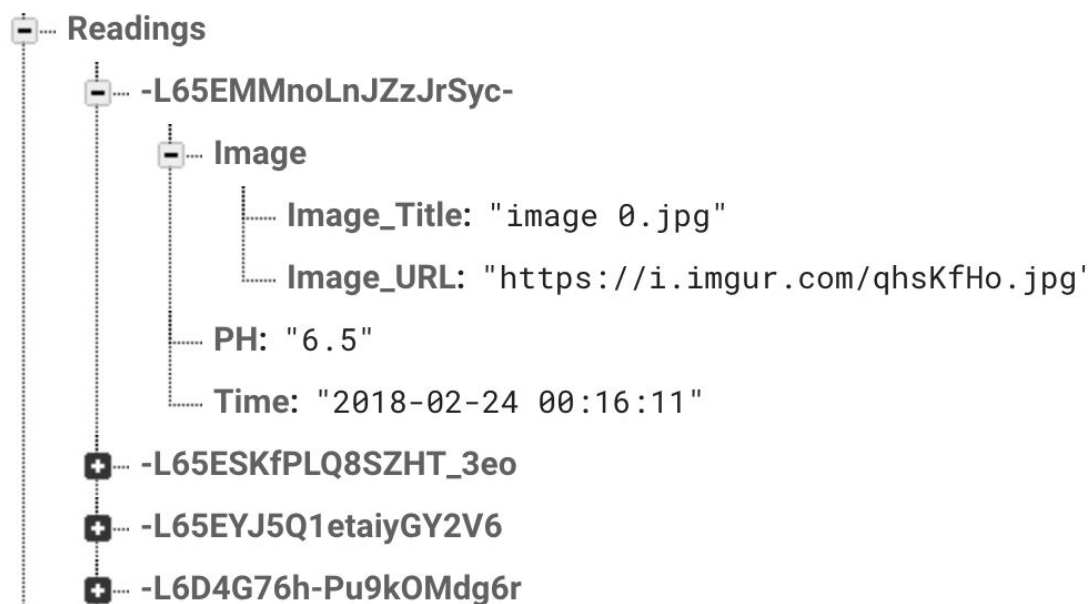 Readings
-L65EMMnoLnJZzJrSyc-
Image
Image_Title: "image 0.jpg"
Image_URL: "https://i.imgur.com/qhsKfHo.jpg"
PH: "6.5"
Time: "2018-02-24 00:16:11"
-L65ESKfPLQ8SZHT_3eo
-L65EYJ5Q1etaiyGY2V6
-L6D4G76h-Pu9kOMdg6r